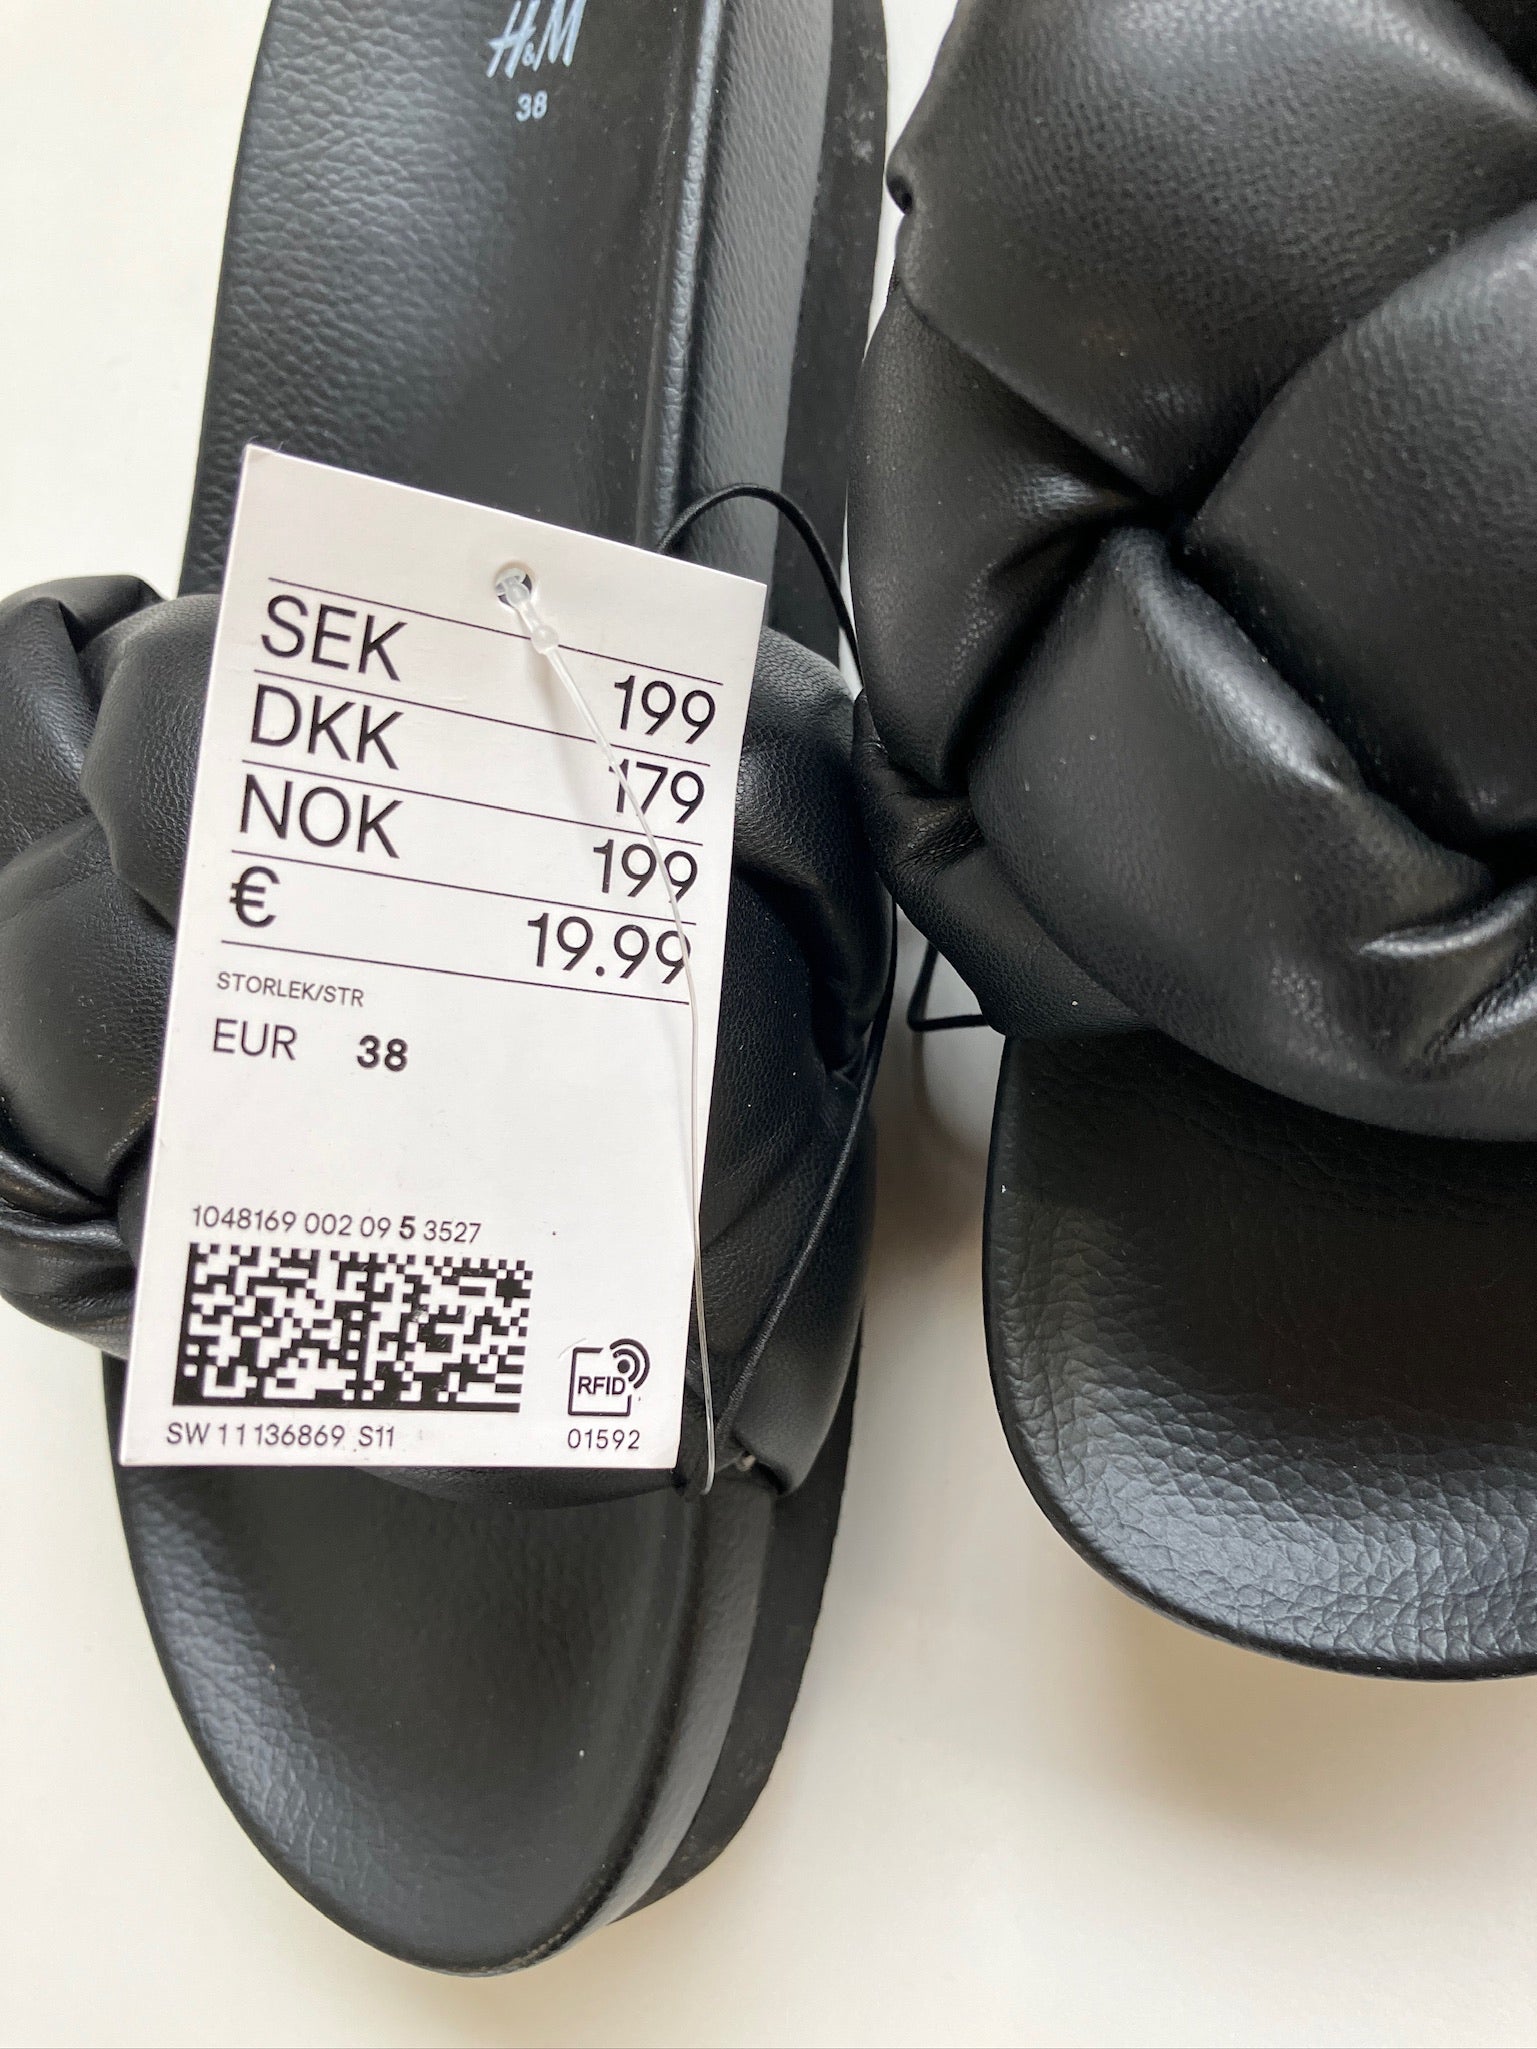 H&M
38
SEK 199
DKK 179
NOK 199
€ 19.99
STORLEK/STR
EUR 38
1048169 002 09 5 3527
RFID
SW 11136869 S11
01592